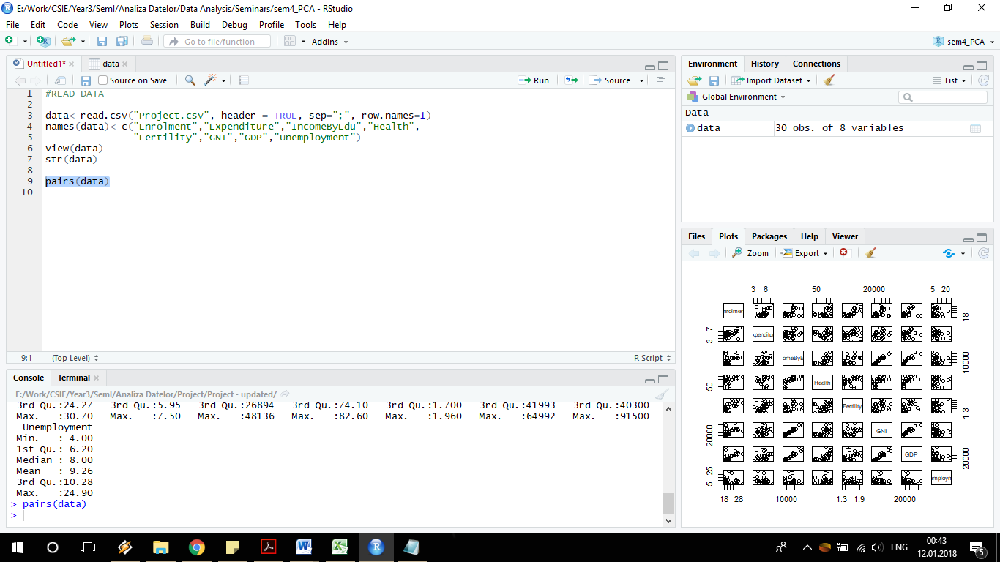 E:/Work/CSIE/Year3/SemI/Analiza Datelor/Data Analysis/Seminars/sem4_PCA - RStudio
File Edit Code View Plots Session Build Debug Profile Tools Help
Go to file/function Addins sem4_PCA
Untitled1* data
Source on Save Run Source
1 #READ DATA
2
3 data<-read.csv("Project.csv", header = TRUE, sep=";", row.names=1)
4 names(data)<-c("Enrolment","Expenditure","IncomeByEdu","Health",
5 "Fertility","GNI","GDP","Unemployment")
6 View(data)
7 str(data)
8
9 pairs(data)
10
9:1 (Top Level) R Script
Console Terminal
E:/Work/CSIE/Year3/SemI/Analiza Datelor/Project/Project - updated/
3rd Qu.:24.27 3rd Qu.:5.95 3rd Qu.:26894 3rd Qu.:74.10 3rd Qu.:1.700 3rd Qu.:41993 3rd Qu.:40300
Max. :30.70 Max. :7.50 Max. :48136 Max. :82.60 Max. :1.960 Max. :64992 Max. :91500
Unemployment
Min. : 4.00
1st Qu.: 6.20
Median : 8.00
Mean : 9.26
3rd Qu.:10.28
Max. :24.90
> pairs(data)
>
Environment History Connections
Import Dataset List
Global Environment
Data
data 30 obs. of 8 variables
Files Plots Packages Help Viewer
Zoom Export
3 6 50 20000 5 20
nrolmen 18
3 7 xpenditu
omeByE 10000
50 Health
Fertility 1.3
20000 GNI
GDP 20000
5 25 employn
18 28 10000 1.3 1.9 20000
ENG
00:43
12.01.2018
5